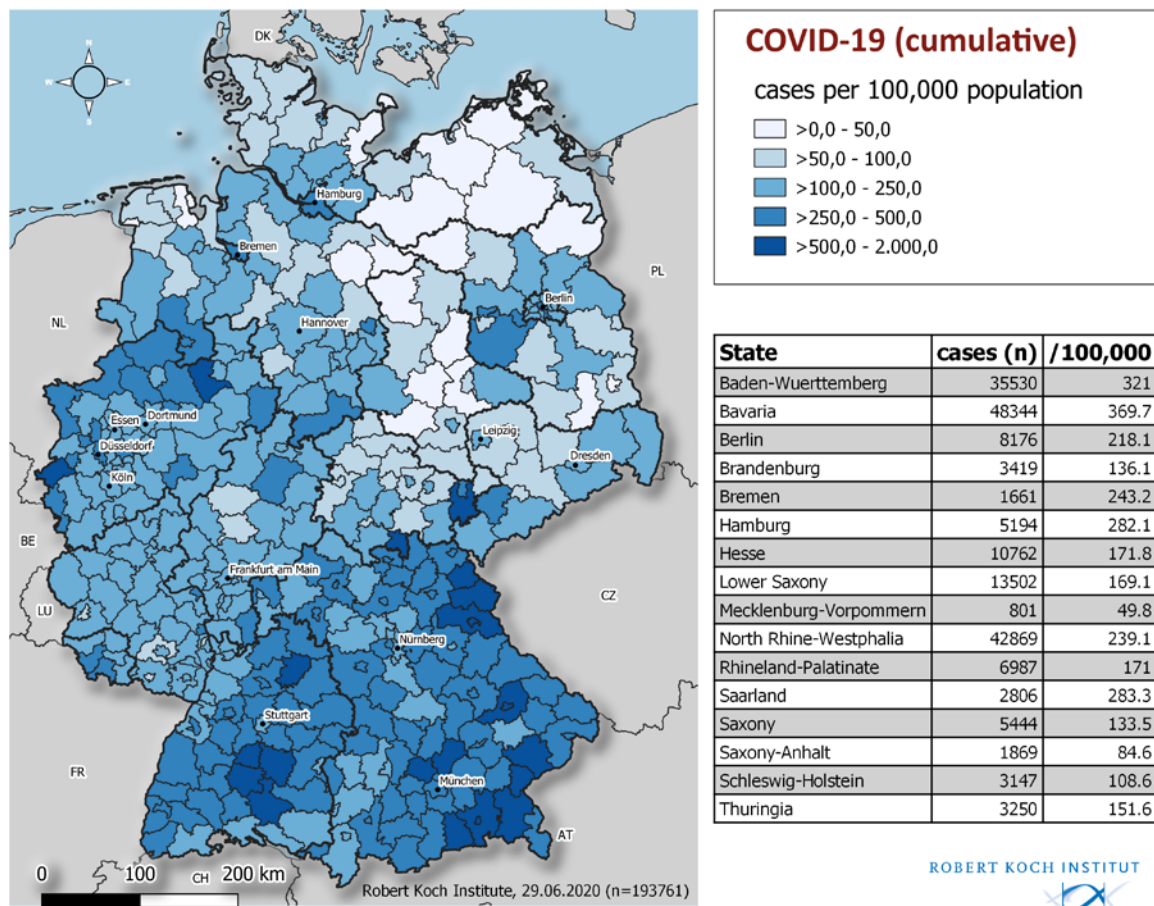 DK
N
W
E
S
Hamburg
Bremen
PL
Berlin
NL
Hannover
Essen
Dortmund
Düsseldorf
Leipzig
Dresden
Köln
BE
Frankfurt am Main
LU
CZ
Nürnberg
Stuttgart
FR
München
AT
CH
0 100 200 km
Robert Koch Institute, 29.06.2020 (n=193761)
COVID-19 (cumulative)
cases per 100,000 population
>0,0 - 50,0
>50,0 - 100,0
>100,0 - 250,0
>250,0 - 500,0
>500,0 - 2.000,0
State cases (n) /100,000
Baden-Wuerttemberg 35530 321
Bavaria 48344 369.7
Berlin 8176 218.1
Brandenburg 3419 136.1
Bremen 1661 243.2
Hamburg 5194 282.1
Hesse 10762 171.8
Lower Saxony 13502 169.1
Mecklenburg-Vorpommern 801 49.8
North Rhine-Westphalia 42869 239.1
Rhineland-Palatinate 6987 171
Saarland 2806 283.3
Saxony 5444 133.5
Saxony-Anhalt 1869 84.6
Schleswig-Holstein 3147 108.6
Thuringia 3250 151.6
ROBERT KOCH INSTITUT